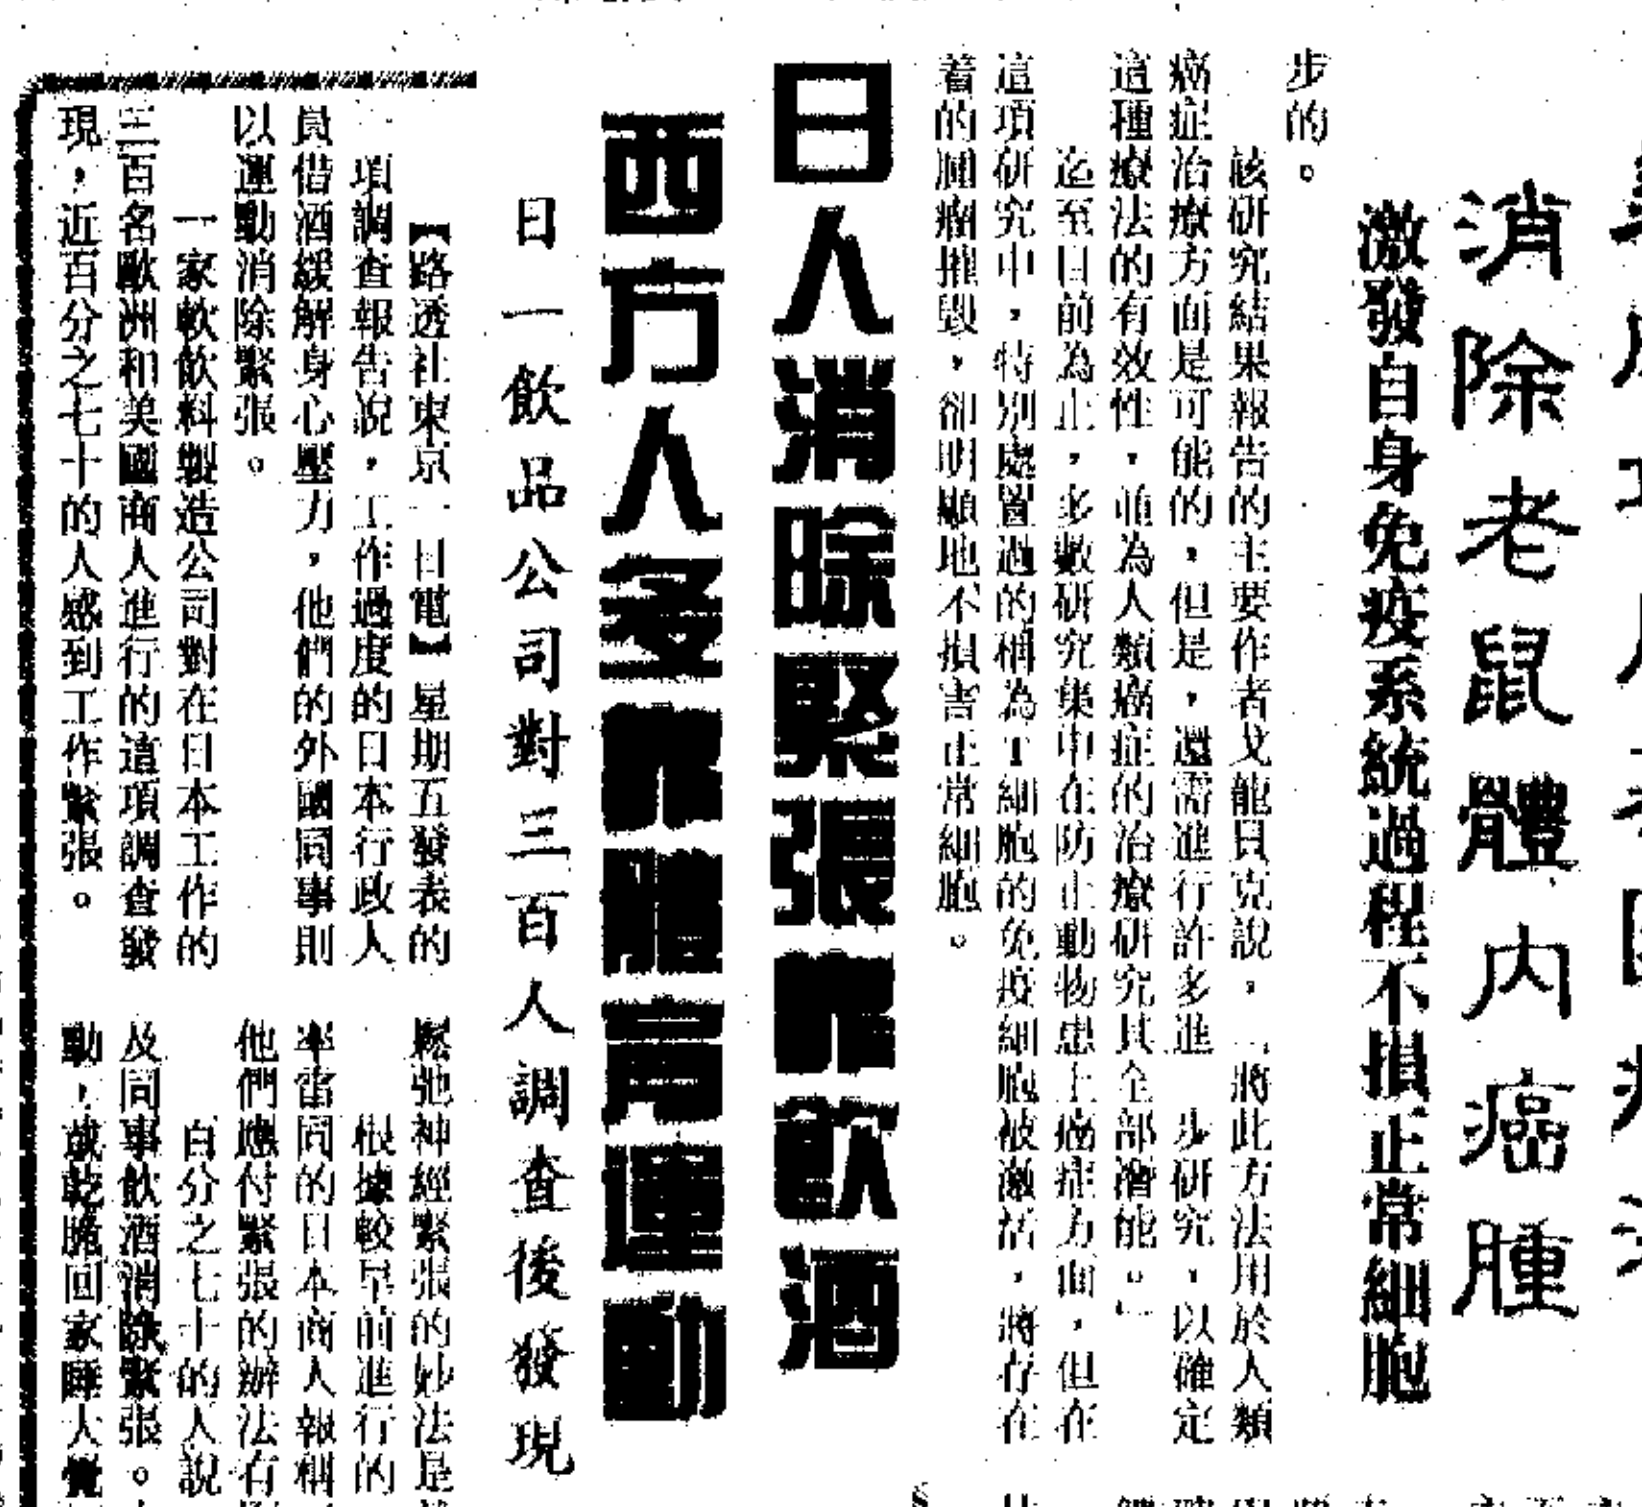 消除老鼠體內癌腫
激發自身免疫系統過程不損正常細胞
步的。
該研究結果報告的主要作者戈龍貝克說，「將此方法用於人類
癌症治療方面是可能的，但是，還需進行許多進一步研究，以確定
這種療法的有效性，並為人類癌症的治療研究其全部潛能。」
迄至目前為止，多數研究集中在防止動物患上癌症方面，但在
這項研究中，特別處置過的稱為T細胞的免疫細胞被激活，將存在
着的腫瘤摧毀，卻明顯地不損害正常細胞。
日人消除緊張靠飲酒
西方人多靠體育運動
日一飲品公司對三百人調查後發現
【路透社東京一日電】星期五發表的
一項調查報告說，工作過度的日本行政人
員借酒緩解身心壓力，他們的外國同事則
以運動消除緊張。
一家軟飲料製造公司對在日本工作的
三百名歐洲和美國商人進行的這項調查發
現，近百分之七十的人感到工作緊張。
鬆弛神經緊張的妙法是
根據較早前進行的
率雷同的日本商人報稱
他們應付緊張的辦法有
百分之七十的人說
及同事飲酒消除緊張。
動，或乾脆回家睡大覺